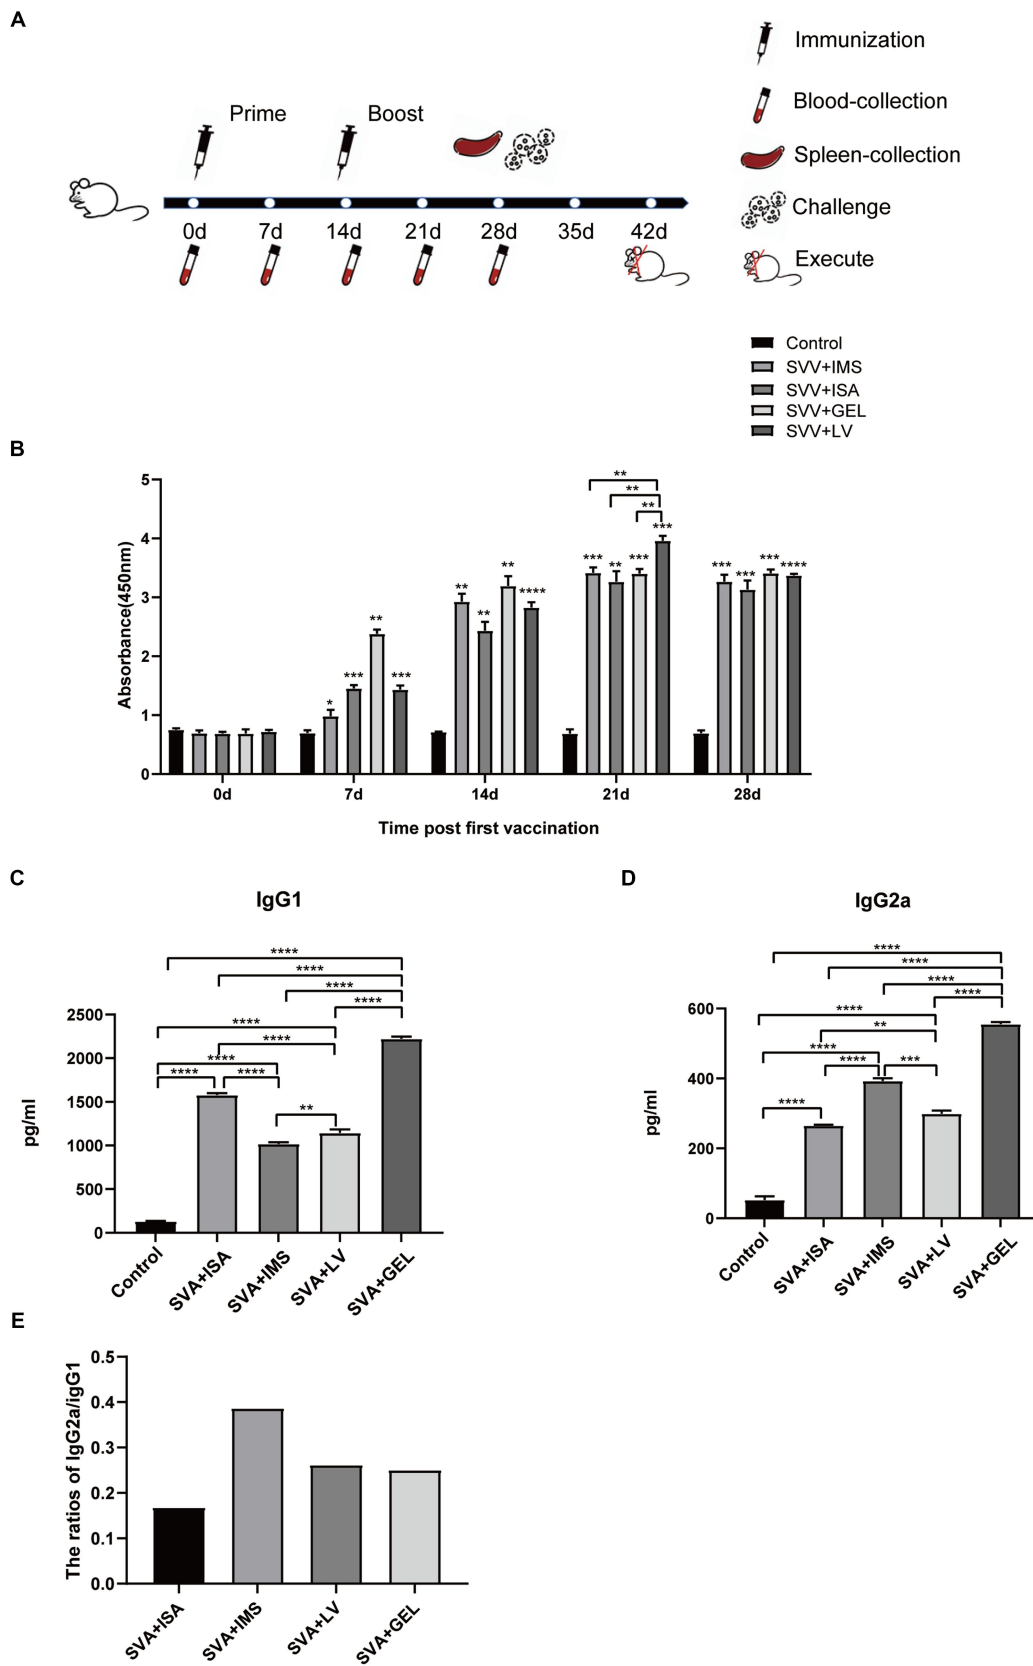 A
Immunization
Blood-collection
Spleen-collection
Challenge
Execute
Prime Boost
0d 7d 14d 21d 28d 35d 42d
Control
SVV+IMS
SVV+ISA
SVV+GEL
SVV+LV
B
Absorbance(450nm)
5
4
3
2
1
0
**
**
**
***
*** ** ***
*** *** *** ****
** ** ** ****
* *** ** ***
0d 7d 14d 21d 28d
Time post first vaccination
C
IgG1
pg/ml
2500
2000
1500
1000
500
0
****
****
****
****
****
****
****
**** ****
**
Control SVA+ISA SVA+IMS SVA+LV SVA+GEL
D
IgG2a
pg/ml
600
400
200
0
****
****
****
****
****
**
****
**** ***
****
Control SVA+ISA SVA+IMS SVA+LV SVA+GEL
E
The ratios of IgG2a/igG1
0.5
0.4
0.3
0.2
0.1
0.0
SVA+ISA SVA+IMS SVA+LV SVA+GEL